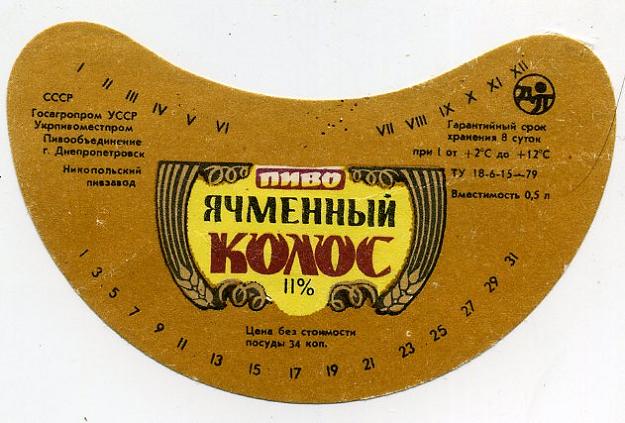 I II III IV V VI VII VIII IX X XI XII
СССР
Госагропром УССР
Укрпивоместпром
Пивообъединение
г. Днепропетровск
Никопольский
пивзавод
Гарантийный срок
хранения 8 суток
при t от +2°С до +12°С
ТУ 18-6-15—79
Вместимость 0,5 л
ПИВО
ЯЧМЕННЫЙ
КОЛОС
11%
Цена без стоимости
посуды 34 коп.
1 3 5 7 9 11 13 15 17 19 21 23 25 27 29 31